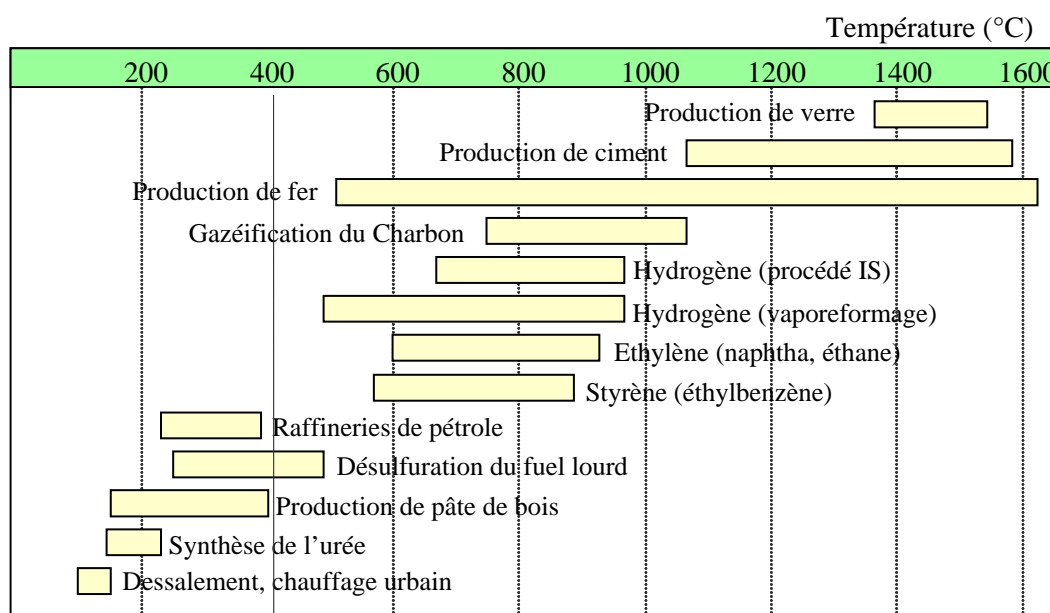 Température (°C)
200 400 600 800 1000 1200 1400 1600
Production de verre
Production de ciment
Production de fer
Gazéification du Charbon
Hydrogène (procédé IS)
Hydrogène (vaporeformage)
Ethylène (naphtha, éthane)
Styrène (éthylbenzène)
Raffineries de pétrole
Désulfuration du fuel lourd
Production de pâte de bois
Synthèse de l'urée
Dessalement, chauffage urbain